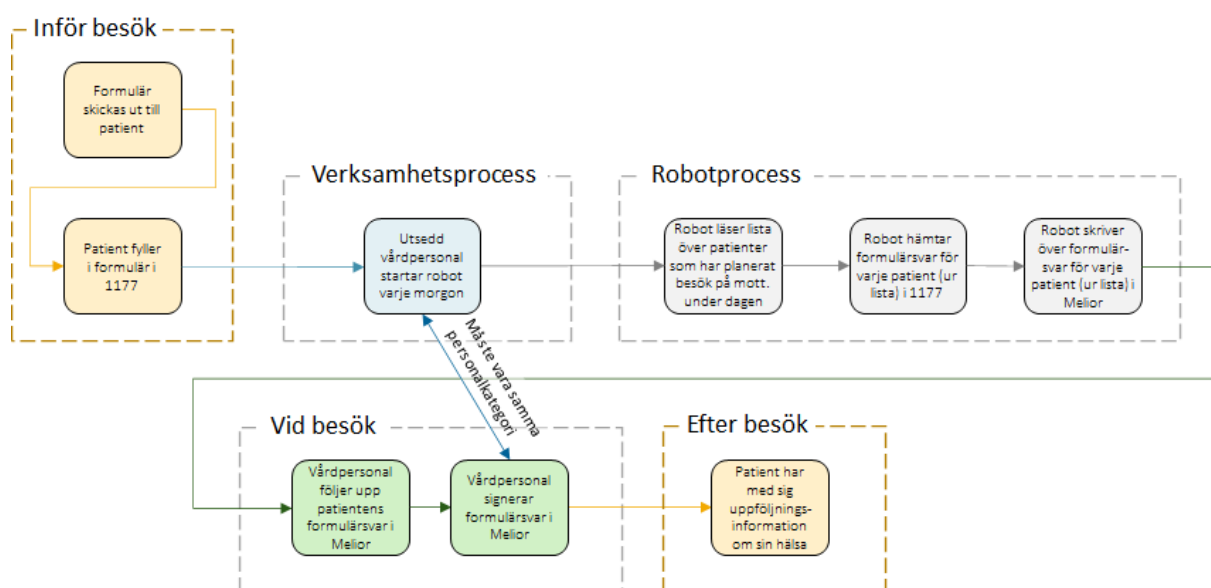 Inför besök
Formulär
skickas ut till
patient
Patient fyller
i formulär i
1177
Verksamhetsprocess
Utsedd
vårdpersonal
startar robot
varje morgon
Robotprocess
Robot läser lista
över patienter
som har planerat
besök på mott.
under dagen
Robot hämtar
formulärsvar för
varje patient (ur
lista) i 1177
Robot skriver
över formulär-
svar för varje
patient (ur lista) i
Melior
Måste vara samma
personalkategori
Vid besök
Vårdpersonal
följer upp
patientens
formulärsvar i
Melior
Vårdpersonal
signerar
formulärsvar i
Melior
Efter besök
Patient har
med sig
uppföljnings-
information
om sin hälsa